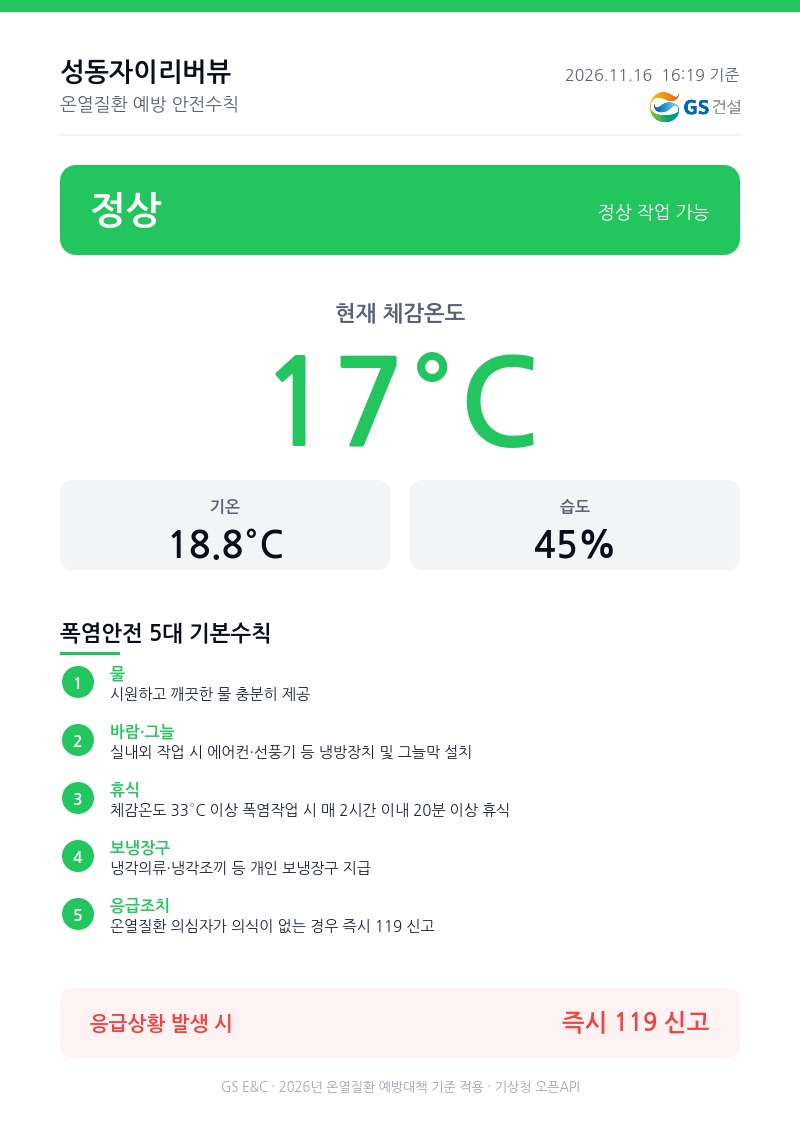 성동자이리버뷰
온열질환 예방 안전수칙
2026.11.16 16:19 기준
GS건설
정상
정상 작업 가능
현재 체감온도
17°C
기온
18.8°C
습도
45%
폭염안전 5대 기본수칙
1
물
시원하고 깨끗한 물 충분히 제공
2
바람·그늘
실내외 작업 시 에어컨·선풍기 등 냉방장치 및 그늘막 설치
3
휴식
체감온도 33°C 이상 폭염작업 시 매 2시간 이내 20분 이상 휴식
4
보냉장구
냉각의류·냉각조끼 등 개인 보냉장구 지급
5
응급조치
온열질환 의심자가 의식이 없는 경우 즉시 119 신고
응급상황 발생 시
즉시 119 신고
GS E&C · 2026년 온열질환 예방대책 기준 적용 · 기상청 오픈API